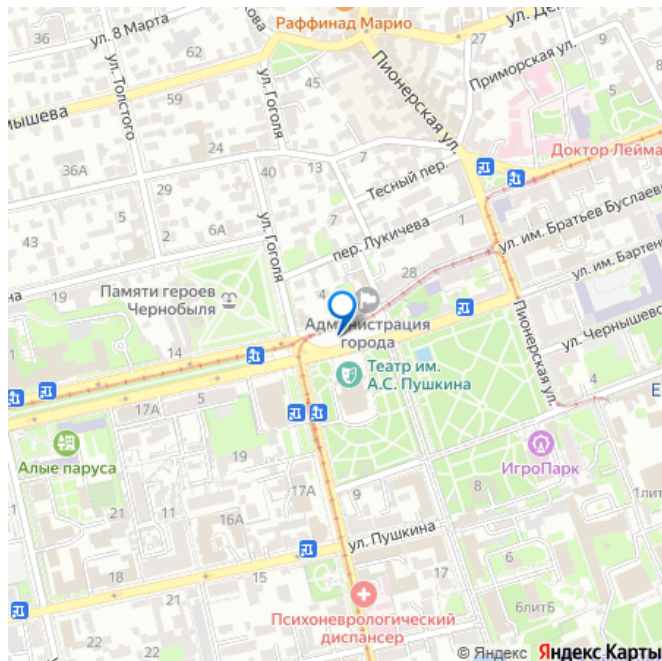 Раффинад Марио
ул. 8 Марта
36
64
27
9
62
ул. Толстого
59
ул. Гоголя
Пионерская ул.
Приморская ул.
мышева
Доктор Лейма
24
36А
40
13
7
Тесный пер.
29
45
2
5
43
6А
ул. Гоголя
пер. Лукичева
1
ул. им. Братьев Буслаев
19
Памяти героев
Чернобыля
4
28
ул. им. Бартен
Администрация
города
Пионерская ул.
ул. Чернышевс
14
Театр им.
А.С. Пушкина
17А
5
4
Е
Алые паруса
ИгроПарк
21
19
17А
9
8
21
11
16А
ул. Пушкина
18
15
6
22
22
Психоневрологический
диспансер
6литБ
© Яндекс Яндекс Карты